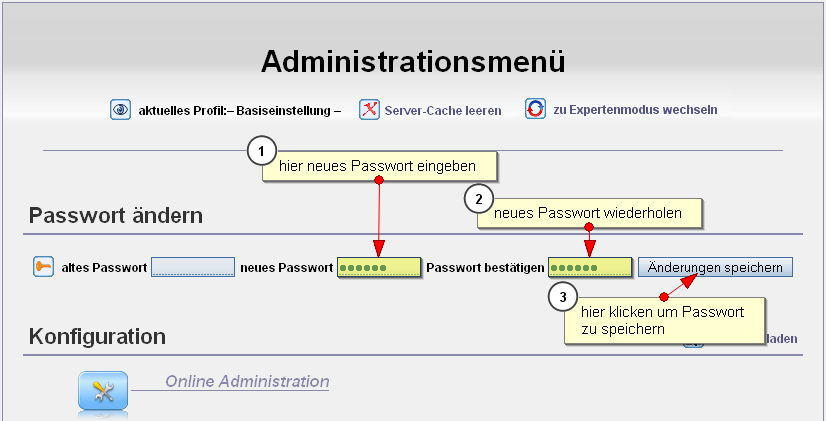 Administrationsmenü
aktuelles Profil:– Basiseinstellung –
Server-Cache leeren
zu Expertenmodus wechseln
1
hier neues Passwort eingeben
2
neues Passwort wiederholen
Passwort ändern
altes Passwort
neues Passwort
Passwort bestätigen
Änderungen speichern
3
hier klicken um Passwort
zu speichern
Konfiguration
laden
Online Administration